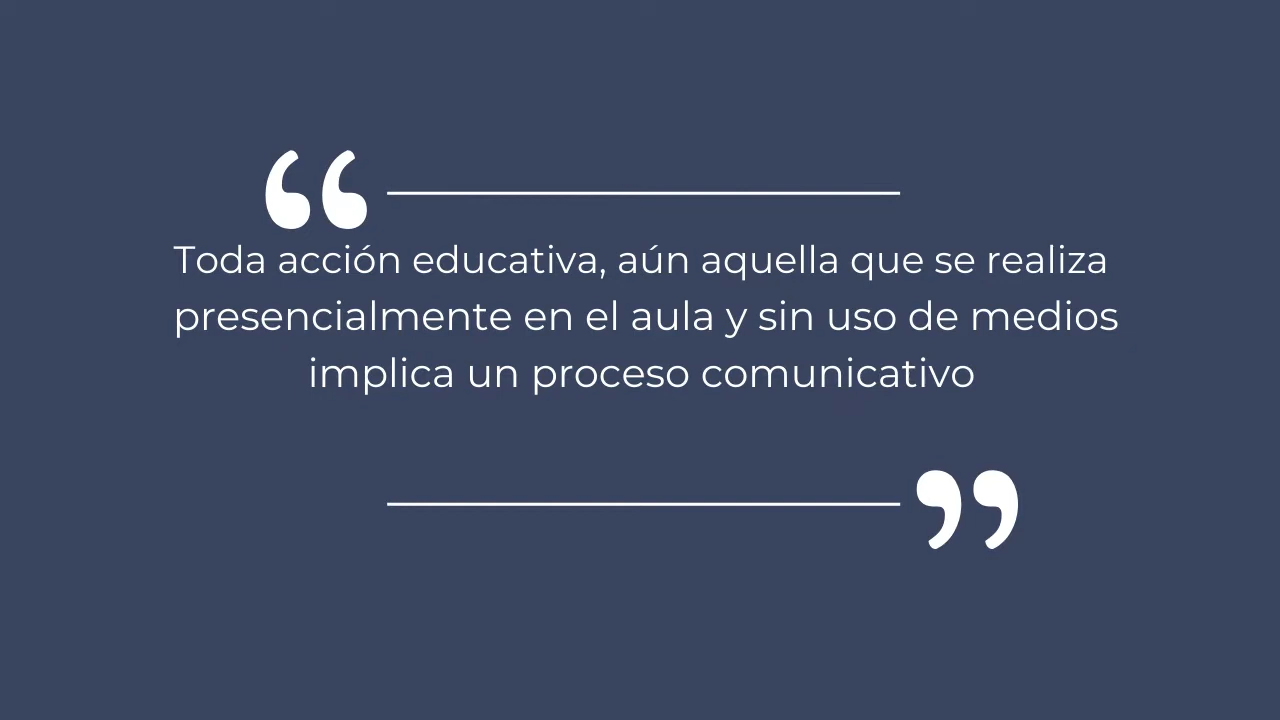 “
Toda acción educativa, aún aquella que se realiza
presencialmente en el aula y sin uso de medios
implica un proceso comunicativo
”